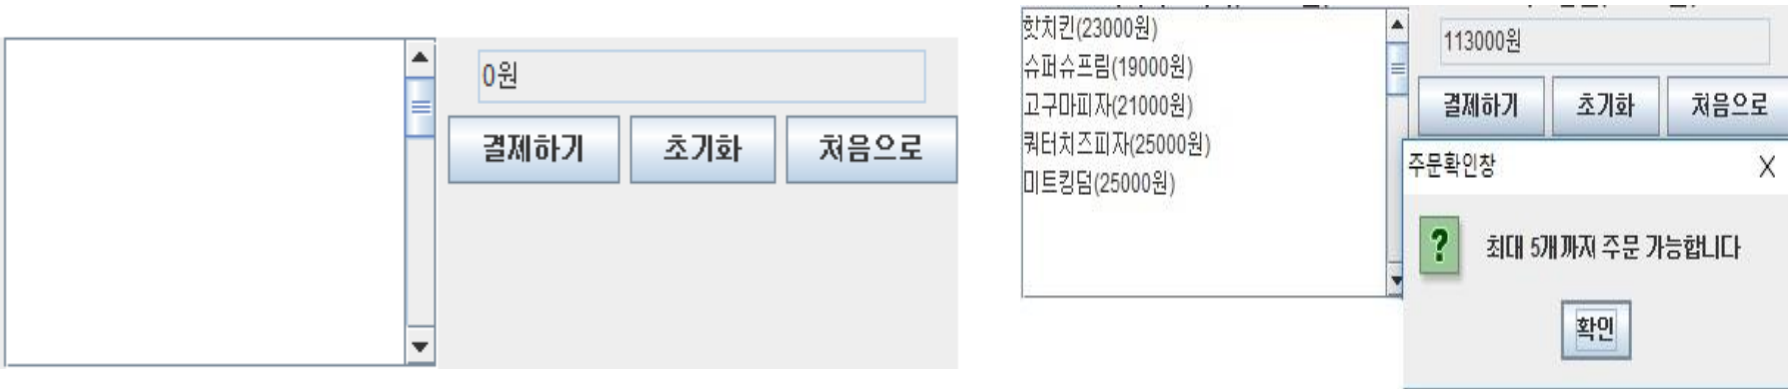 0원
결제하기 초기화 처음으로
핫치킨(23000원)
슈퍼슈프림(19000원)
고구마피자(21000원)
쿼터치즈피자(25000원)
미트킹덤(25000원)
113000원
결제하기 초기화 처음으로
주문확인창 X
? 최대 5개까지 주문 가능합니다
확인